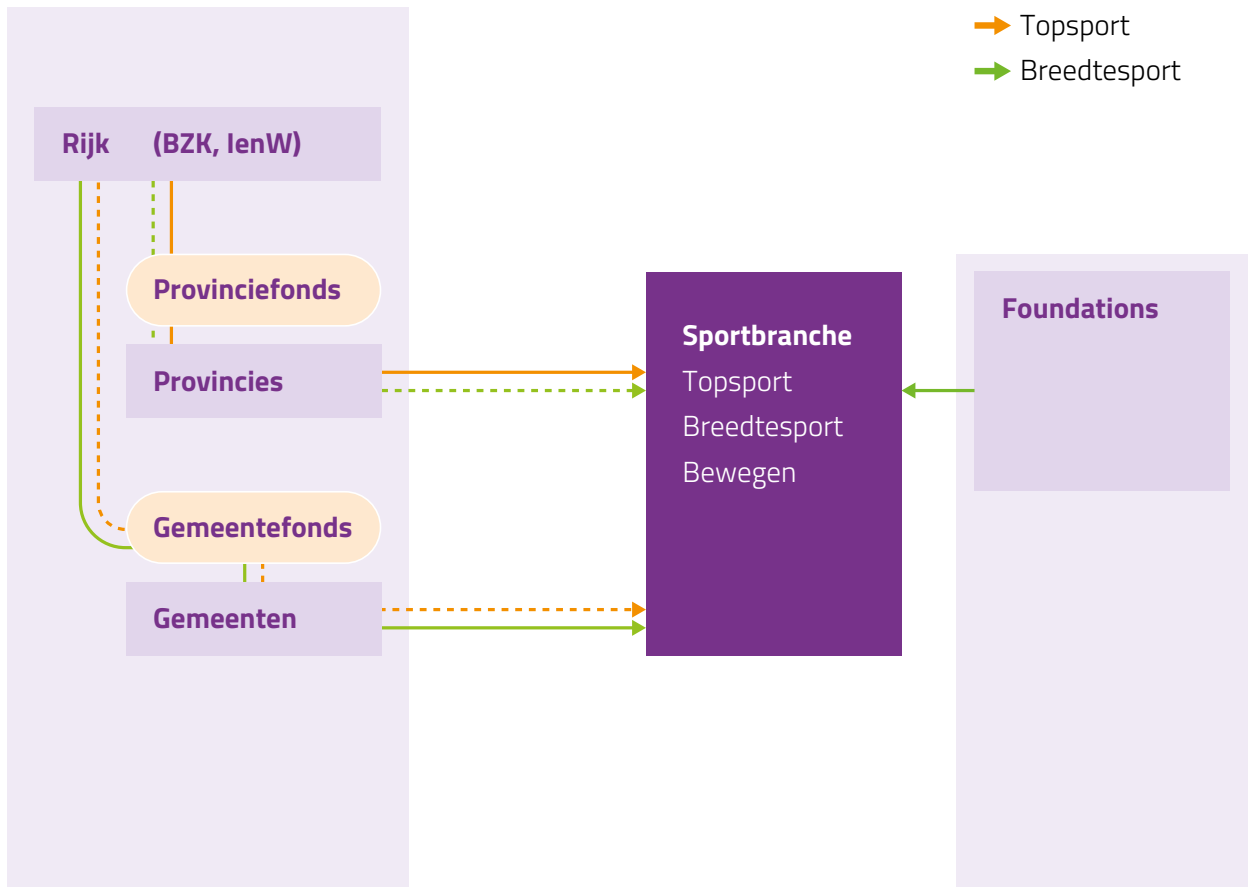 Topsport
Breedtesport
Rijk (BZK, IenW)
Provinciefonds
Provincies
Gemeentefonds
Gemeenten
Sportbranche
Topsport
Breedtesport
Bewegen
Foundations